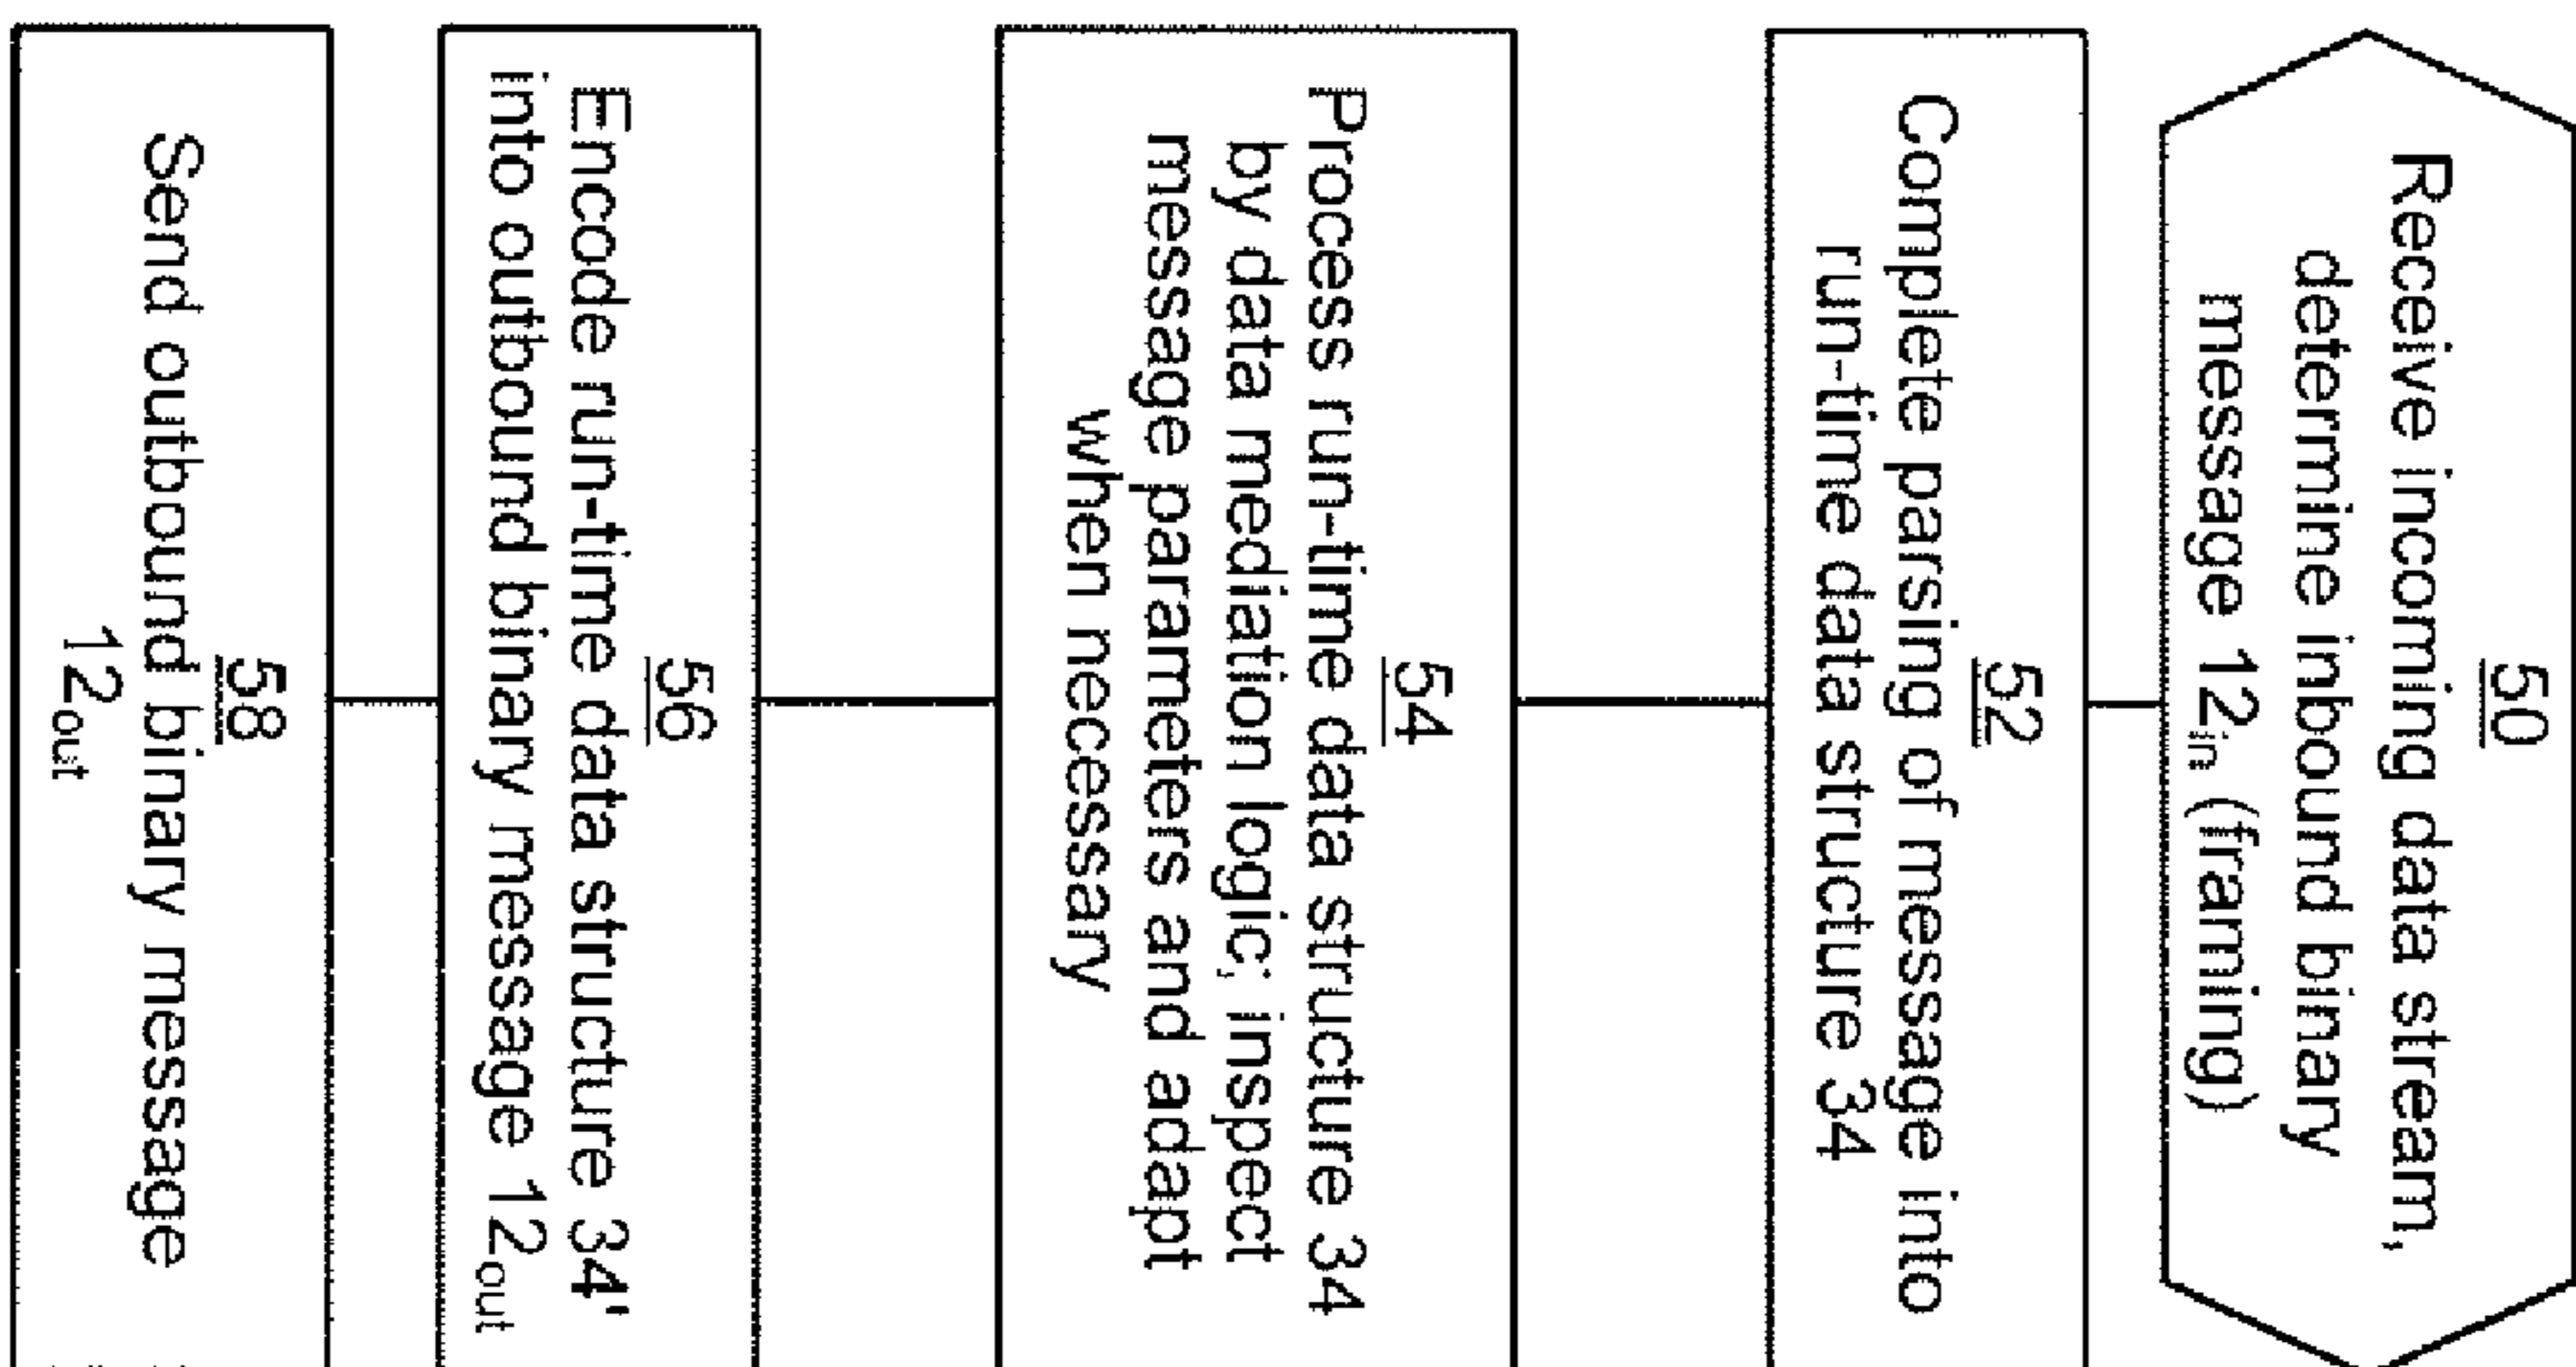 50
Receive incoming data stream,
determine inbound binary
message 12in (framing)
52
Complete parsing of message into
run-time data structure 34
54
Process run-time data structure 34
by data mediation logic; inspect
message parameters and adapt
when necessary
56
Encode run-time data structure 34'
into outbound binary message 12out
58
Send outbound binary message
12out